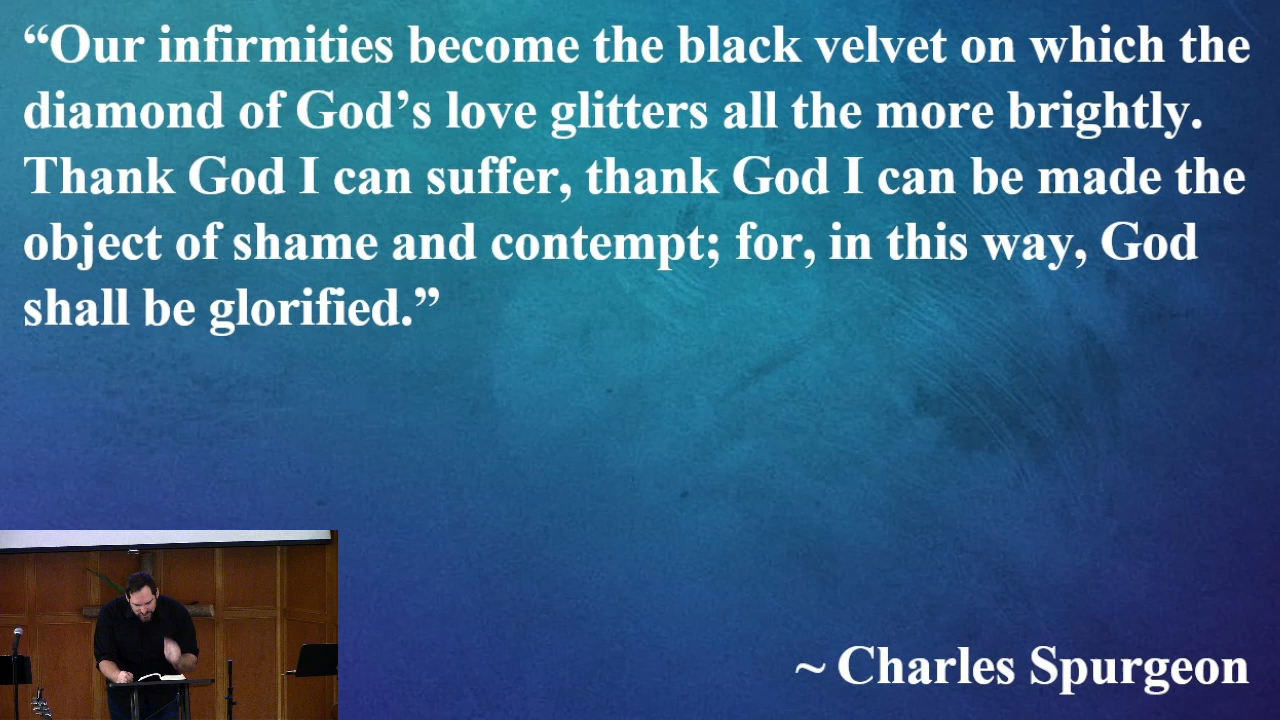 “Our infirmities become the black velvet on which the
diamond of God’s love glitters all the more brightly.
Thank God I can suffer, thank God I can be made the
object of shame and contempt; for, in this way, God
shall be glorified.”
~ Charles Spurgeon